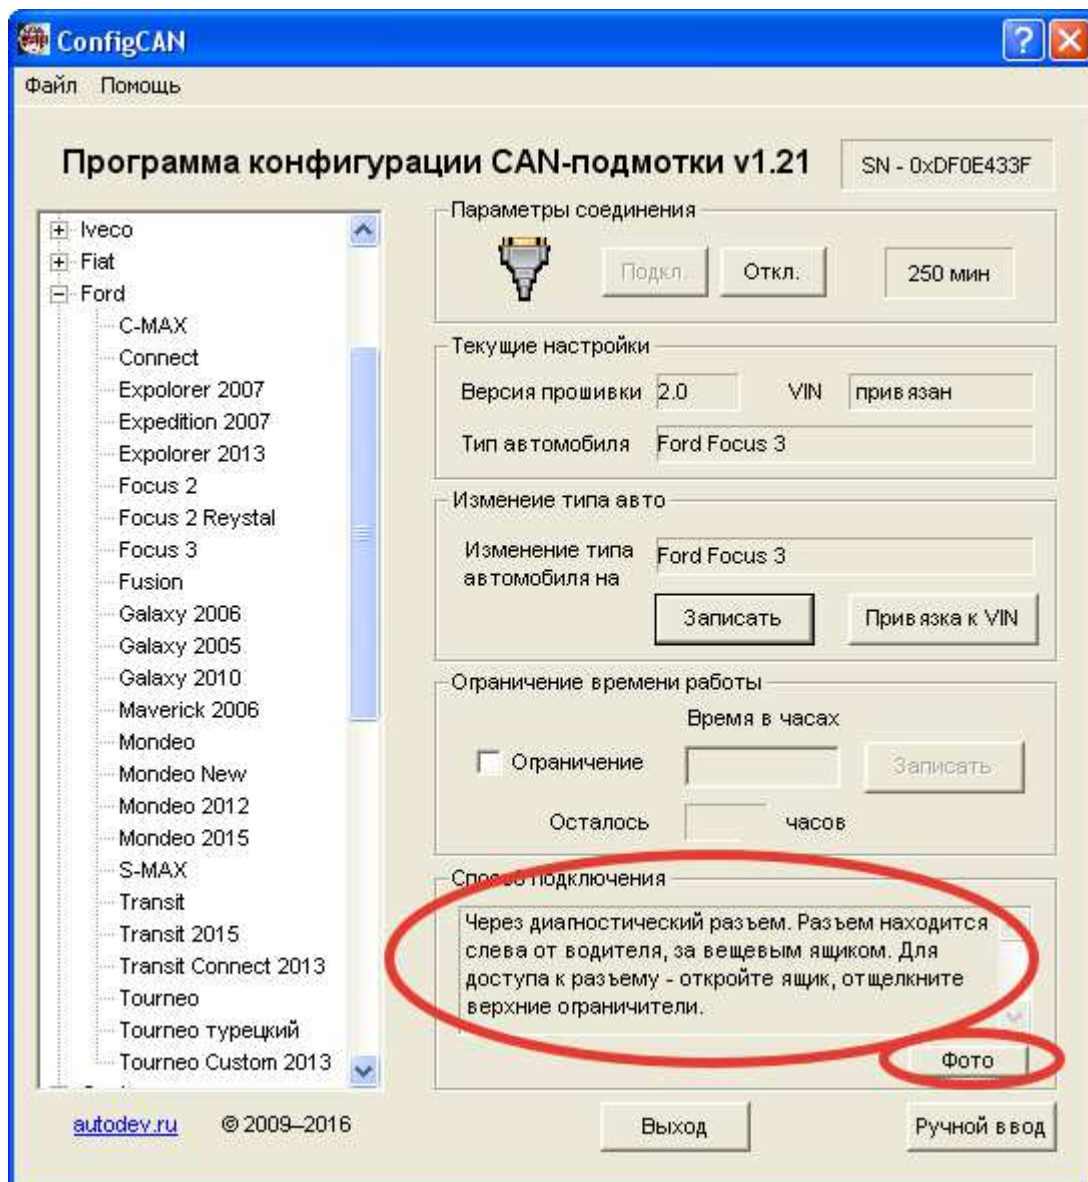 ConfigCAN
Файл Помощь
Программа конфигурации CAN-подмотки v1.21
SN - 0xDF0E433F
Iveco
Fiat
Ford
C-MAX
Connect
Expolorer 2007
Expedition 2007
Expolorer 2013
Focus 2
Focus 2 Reystal
Focus 3
Fusion
Galaxy 2006
Galaxy 2005
Galaxy 2010
Maverick 2006
Mondeo
Mondeo New
Mondeo 2012
Mondeo 2015
S-MAX
Transit
Transit 2015
Transit Connect 2013
Tourneo
Tourneo турецкий
Tourneo Custom 2013
Параметры соединения
Подкл. Откл. 250 мин
Текущие настройки
Версия прошивки 2.0 VIN привязан
Тип автомобиля Ford Focus 3
Изменеие типа авто
Изменение типа
автомобиля на
Ford Focus 3
Записать Привязка к VIN
Ограничение времени работы
Время в часах
Ограничение Записать
Осталось часов
Способ подключения
Через диагностический разъем. Разъем находится
слева от водителя, за вещевым ящиком. Для
доступа к разъему - откройте ящик, отщелкните
верхние ограничители.
Фото
autodev.ru © 2009–2016
Выход Ручной ввод